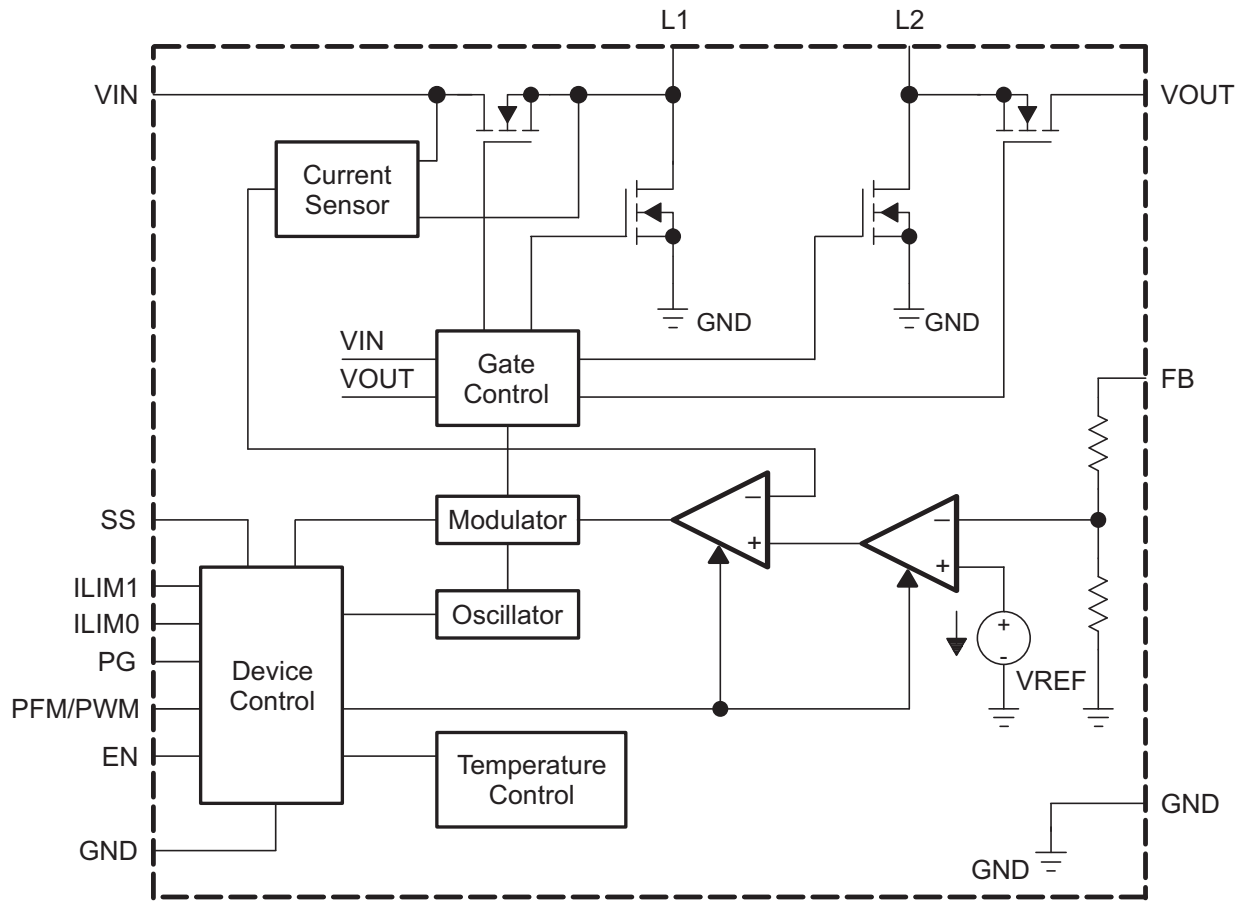 L1
L2
VIN
VOUT
Current
Sensor
GND
GND
VIN
VOUT
Gate
Control
FB
SS
Modulator
–
+
–
+
ILIM1
ILIM0
Oscillator
PG
Device
Control
+
-
VREF
PFM/PWM
EN
Temperature
Control
GND
GND
GND